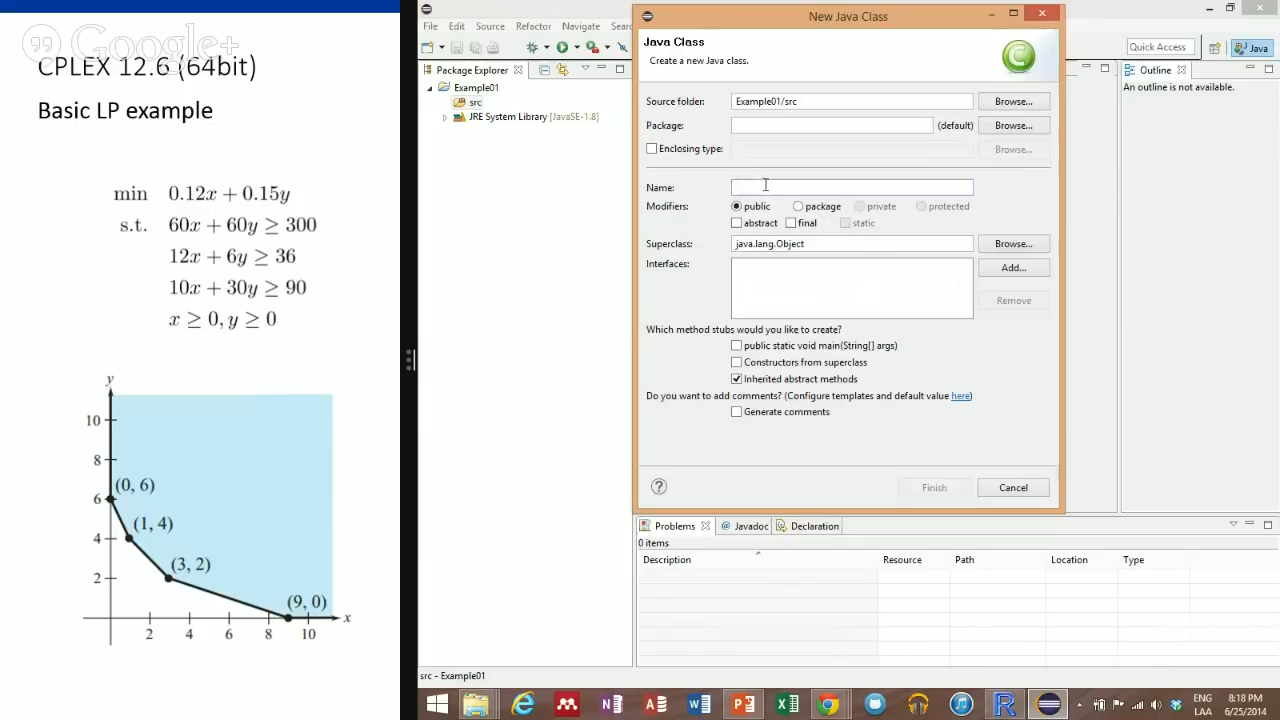 Google+
CPLEX 12.6 (64bit)
Basic LP example
min 0.12x + 0.15y
s.t. 60x + 60y ≥ 300
12x + 6y ≥ 36
10x + 30y ≥ 90
x ≥ 0, y ≥ 0
y
10
8
6
4
2
(0, 6)
(1, 4)
(3, 2)
(9, 0)
x
2 4 6 8 10
File Edit Source Refactor Navigate Sear
Quick Access
Java
Package Explorer
Example01
src
JRE System Library [JavaSE-1.8]
Outline
An outline is not available.
New Java Class
Java Class
Create a new Java class.
C
Source folder: Example01/src Browse...
Package: (default) Browse...
Enclosing type: Browse...
Name:
Modifiers: public package private protected
abstract final static
Superclass: java.lang.Object Browse...
Interfaces: Add...
Remove
Which method stubs would you like to create?
public static void main(String[] args)
Constructors from superclass
Inherited abstract methods
Do you want to add comments? (Configure templates and default value here)
Generate comments
? Finish Cancel
Problems @ Javadoc Declaration
0 items
Description Resource Path Location Type
src - Example01
ENG 8:18 PM
LAA 6/25/2014